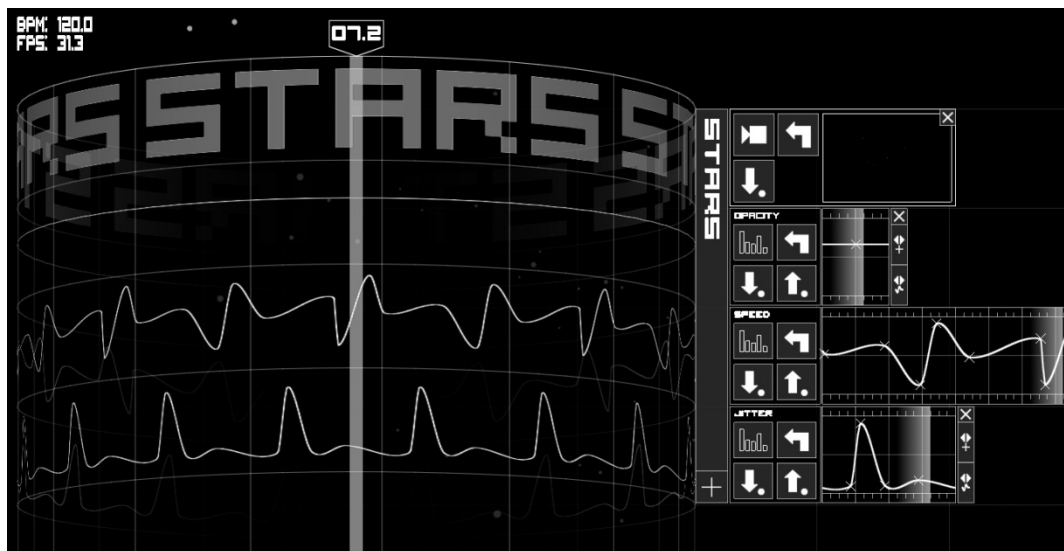 BPM: 120.0
FPS: 31.3
07.2
STARS
STARS
OPACITY
SPEED
JITTER